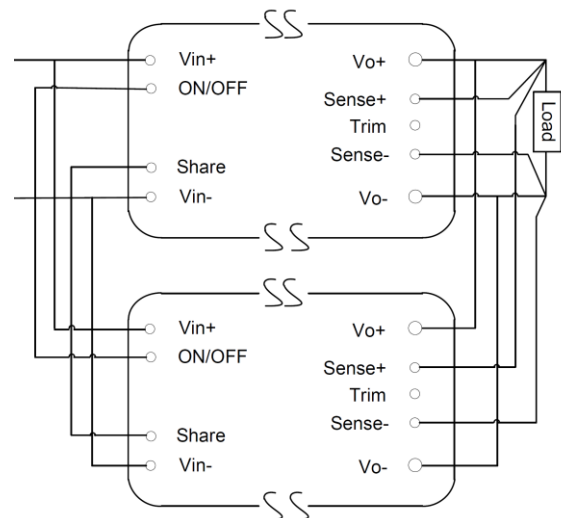 Vin+
Vo+
ON/OFF
Sense+
Trim
Load
Share
Sense-
Vin-
Vo-
Vin+
Vo+
ON/OFF
Sense+
Trim
Share
Sense-
Vin-
Vo-